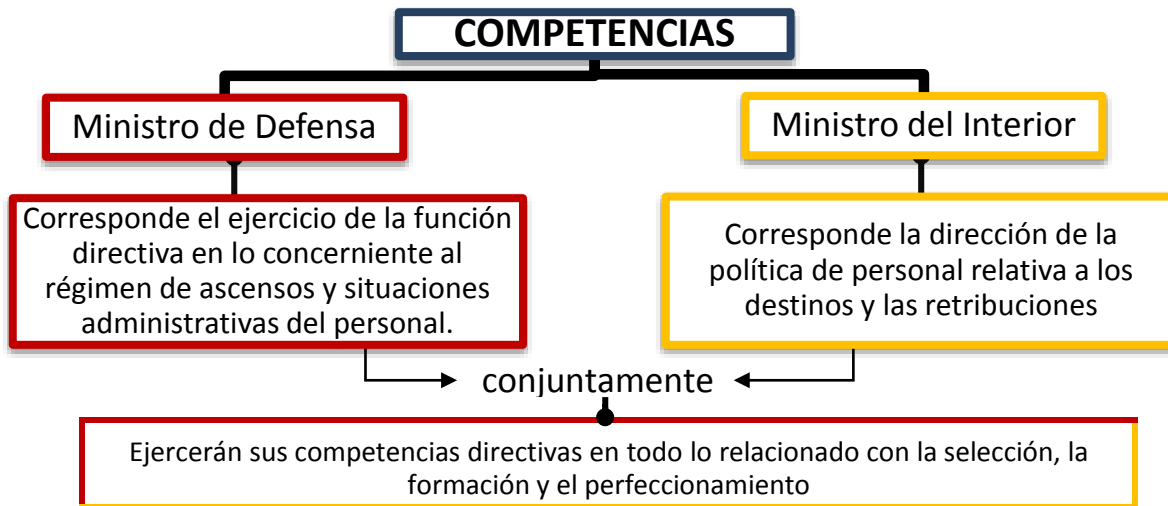 COMPETENCIAS
Ministro de Defensa
Ministro del Interior
Corresponde el ejercicio de la función
directiva en lo concerniente al
régimen de ascensos y situaciones
administrativas del personal.
Corresponde la dirección de la
política de personal relativa a los
destinos y las retribuciones
conjuntamente
Ejercerán sus competencias directivas en todo lo relacionado con la selección, la
formación y el perfeccionamiento